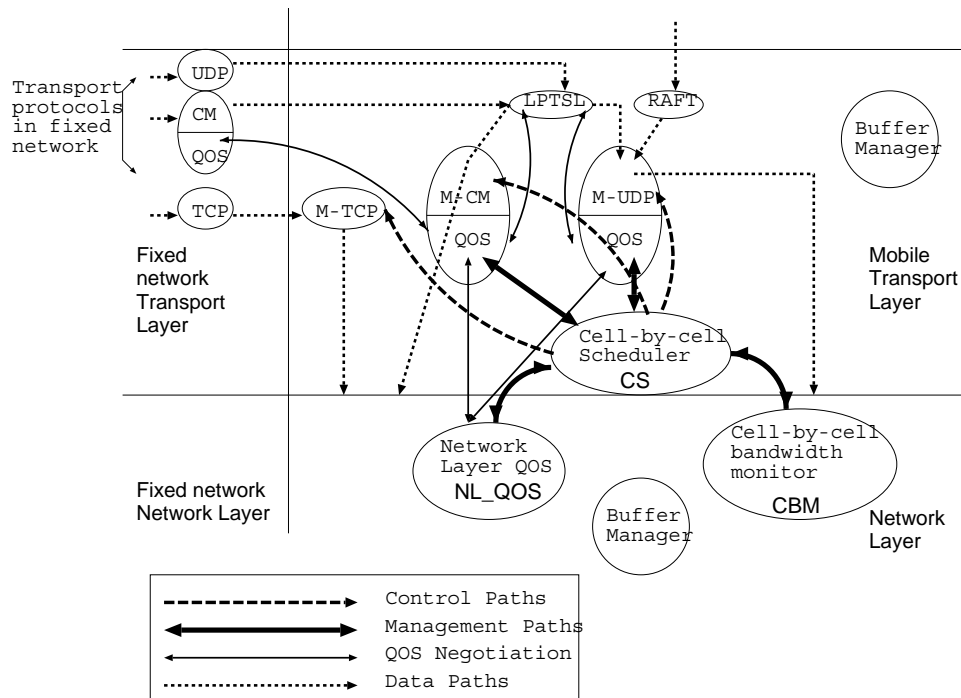 UDP
Transport
protocols
in fixed
network
CM
QOS
LPTSL
RAFT
Buffer
Manager
TCP
M-TCP
M-CM
QOS
M-UDP
QOS
Fixed
network
Transport
Layer
Mobile
Transport
Layer
Cell-by-cell
Scheduler
CS
Network
Layer QOS
NL_QOS
Cell-by-cell
bandwidth
monitor
CBM
Fixed network
Network Layer
Buffer
Manager
Network
Layer
Control Paths
Management Paths
QOS Negotiation
Data Paths